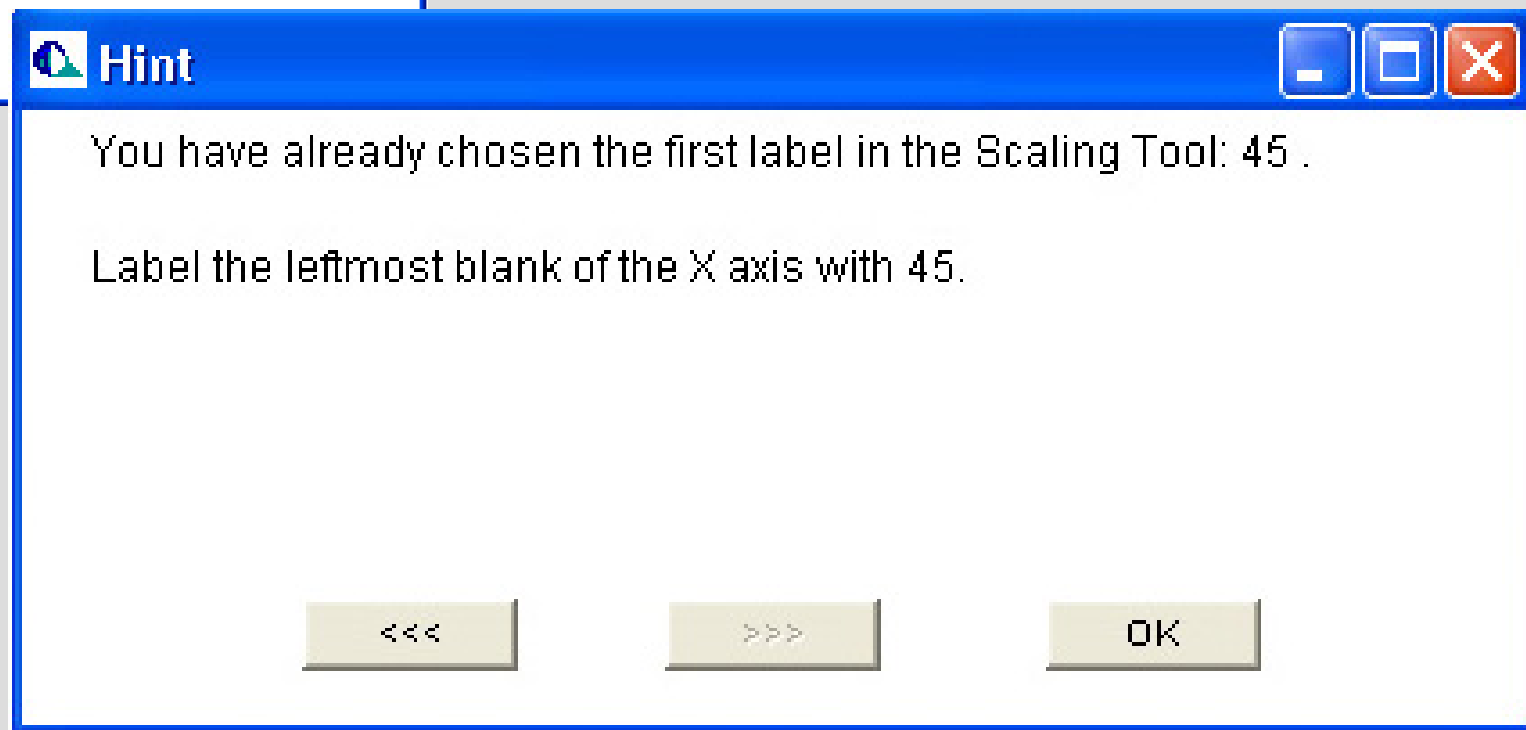 Hint
You have already chosen the first label in the Scaling Tool: 45 .
Label the leftmost blank of the X axis with 45.
<<<
>>>
OK